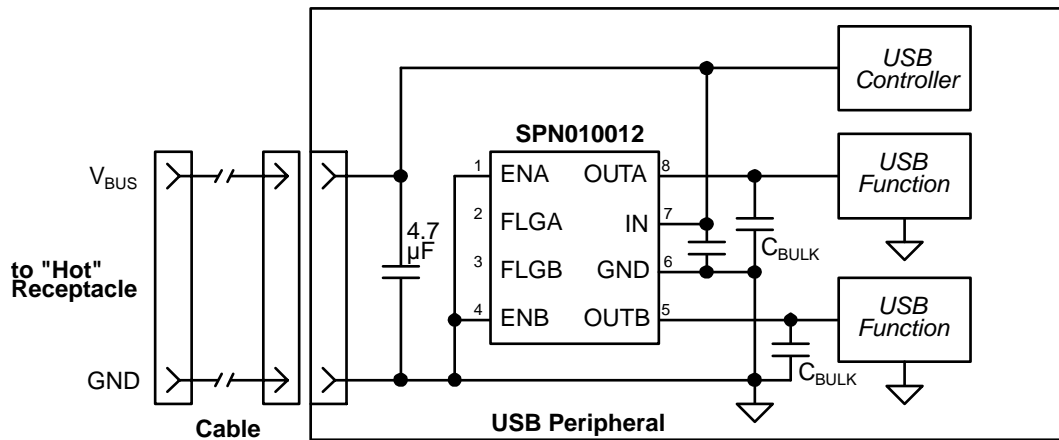 USB
Controller
SPN010012
1 ENA OUTA 8
2 FLGA IN 7
3 FLGB GND 6
4 ENB OUTB 5
USB
Function
V_BUS
4.7
µF
C_BULK
to "Hot"
Receptacle
USB
Function
GND
C_BULK
Cable
USB Peripheral